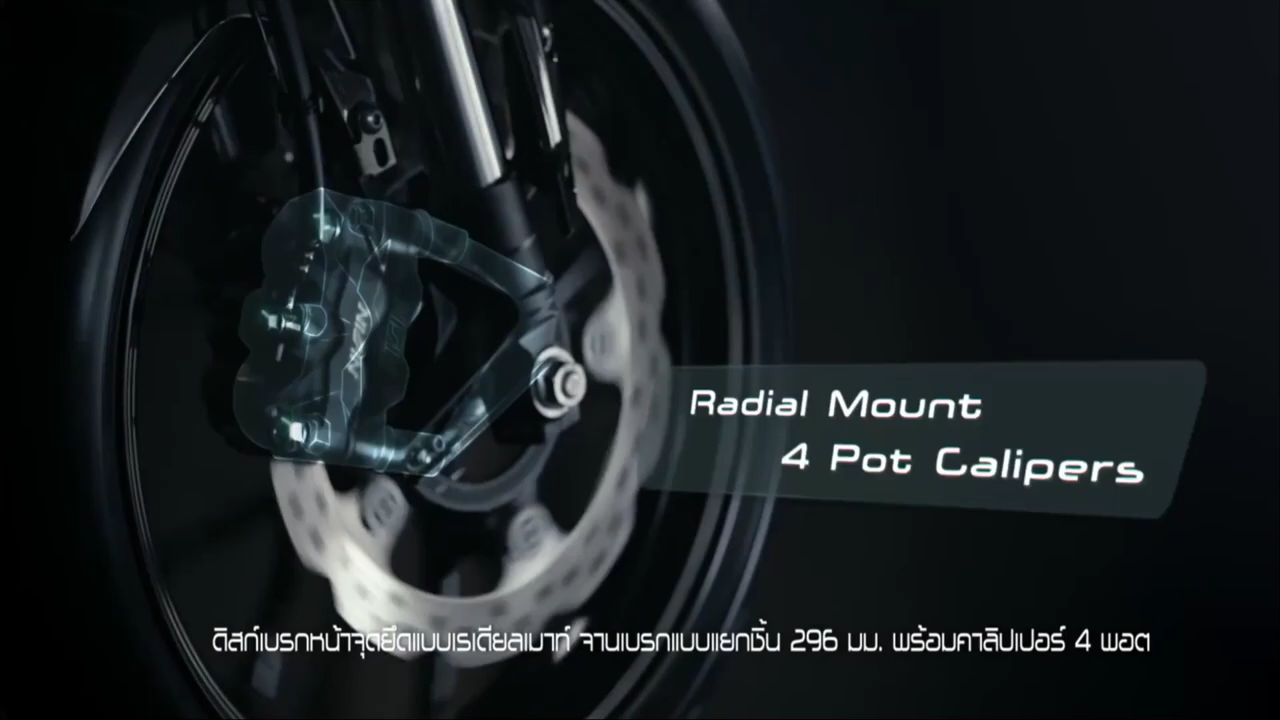 Radial Mount
4 Pot Calipers
NISSIN
ดิสก์เบรกหน้าจุดยึดแบบเรเดียลเมาท์ จานเบรกแบบแยกชิ้น 296 มม. พร้อมคาลิปเปอร์ 4 พอต